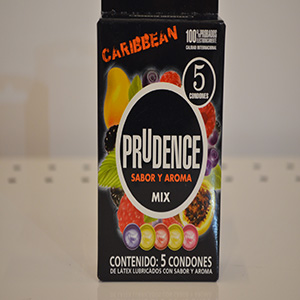 CARIBBEAN
100% PROBADOS
ELECTRONICAMENTE
CALIDAD INTERNACIONAL
5
CONDONES
PRUDENCE
SABOR Y AROMA
MIX
CONTENIDO: 5 CONDONES
DE LÁTEX LUBRICADOS CON SABOR Y AROMA